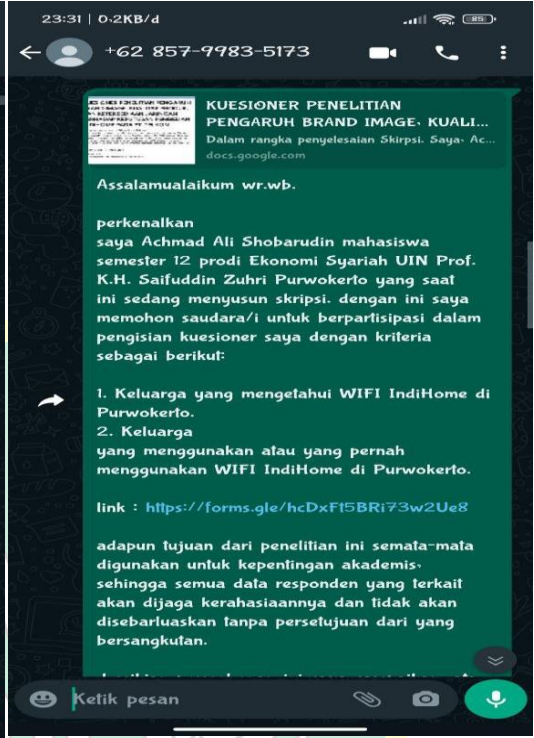 23:31 | 0.2KB/d
85
+62 857-9983-5173
KUESIONER PENELITIAN
PENGARUH BRAND IMAGE, KUALI...
Dalam rangka penyelesaian Skirpsi. Saya, Ac...
docs.google.com
Assalamualaikum wr.wb.
perkenalkan
saya Achmad Ali Shobarudin mahasiswa
semester 12 prodi Ekonomi Syariah UIN Prof.
K.H. Saifuddin Zuhri Purwokerto yang saat
ini sedang menyusun skripsi. dengan ini saya
memohon saudara/i untuk berpartisipasi dalam
pengisian kuesioner saya dengan kriteria
sebagai berikut:
1. Keluarga yang mengetahui WIFI IndiHome di
Purwokerto.
2. Keluarga
yang menggunakan atau yang pernah
menggunakan WIFI IndiHome di Purwokerto.
link : https://forms.gle/hcDxFt5BRi73w2Ue8
adapun tujuan dari penelitian ini semata-mata
digunakan untuk kepentingan akademis,
sehingga semua data responden yang terkait
akan dijaga kerahasiaannya dan tidak akan
disebarluaskan tanpa persetujuan dari yang
bersangkutan.
Ketik pesan